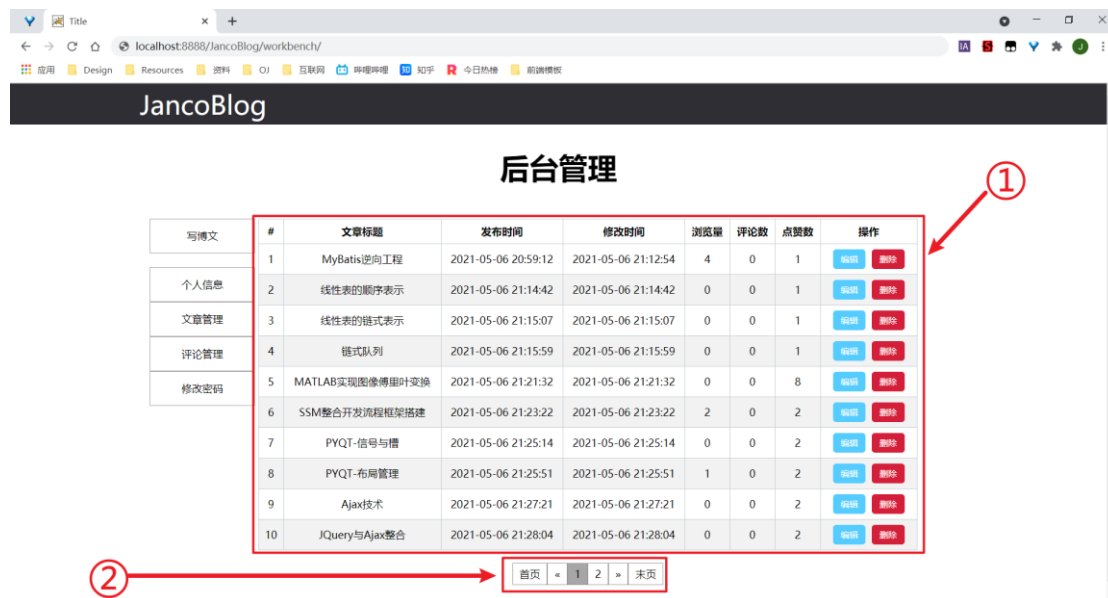 Title
localhost:8888/JancoBlog/workbench/
应用 Design Resources 资料 OJ 互联网 哔哩哔哩 知乎 今日热榜 前端模板
JancoBlog
后台管理
①
写博文
个人信息
文章管理
评论管理
修改密码
# 文章标题 发布时间 修改时间 浏览量 评论数 点赞数 操作
1 MyBatis逆向工程 2021-05-06 20:59:12 2021-05-06 21:12:54 4 0 1 编辑 删除
2 线性表的顺序表示 2021-05-06 21:14:42 2021-05-06 21:14:42 0 0 1 编辑 删除
3 线性表的链式表示 2021-05-06 21:15:07 2021-05-06 21:15:07 0 0 1 编辑 删除
4 链式队列 2021-05-06 21:15:59 2021-05-06 21:15:59 0 0 1 编辑 删除
5 MATLAB实现图像傅里叶变换 2021-05-06 21:21:32 2021-05-06 21:21:32 0 0 8 编辑 删除
6 SSM整合开发流程框架搭建 2021-05-06 21:23:22 2021-05-06 21:23:22 2 0 2 编辑 删除
7 PYQT-信号与槽 2021-05-06 21:25:14 2021-05-06 21:25:14 0 0 2 编辑 删除
8 PYQT-布局管理 2021-05-06 21:25:51 2021-05-06 21:25:51 1 0 2 编辑 删除
9 Ajax技术 2021-05-06 21:27:21 2021-05-06 21:27:21 0 0 2 编辑 删除
10 JQuery与Ajax整合 2021-05-06 21:28:04 2021-05-06 21:28:04 0 0 2 编辑 删除
② 首页 « 1 2 » 末页